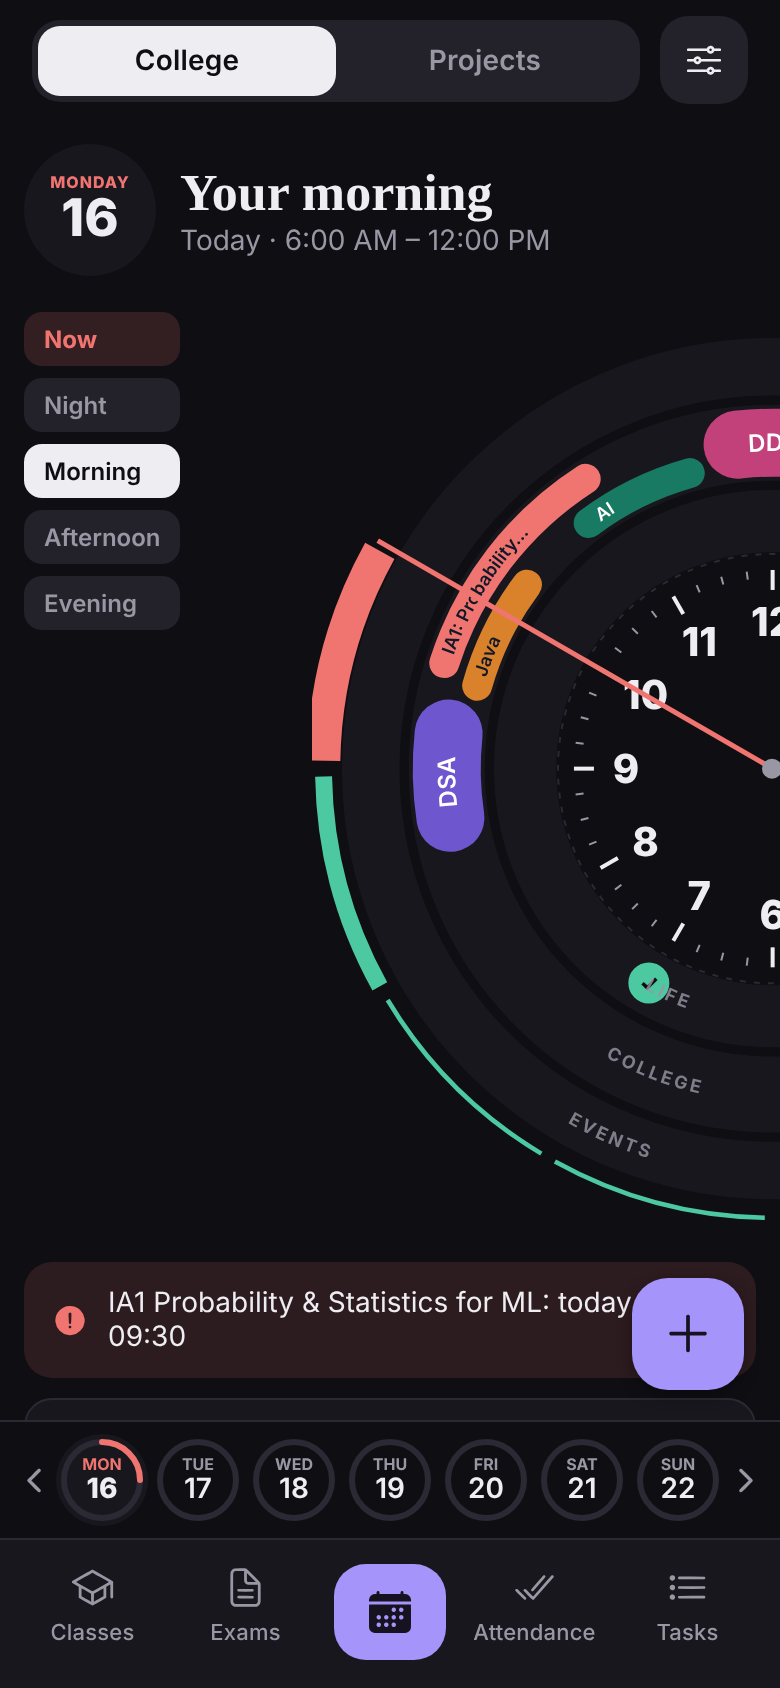 College
Projects
MONDAY
16
Your morning
Today · 6:00 AM – 12:00 PM
Now
Night
Morning
Afternoon
Evening
DD
AI
IA1: Probability...
Java
DSA
12
11
10
9
8
7
6
FE
COLLEGE
EVENTS
IA1 Probability & Statistics for ML: today
09:30
MON
16
TUE
17
WED
18
THU
19
FRI
20
SAT
21
SUN
22
Classes
Exams
Attendance
Tasks